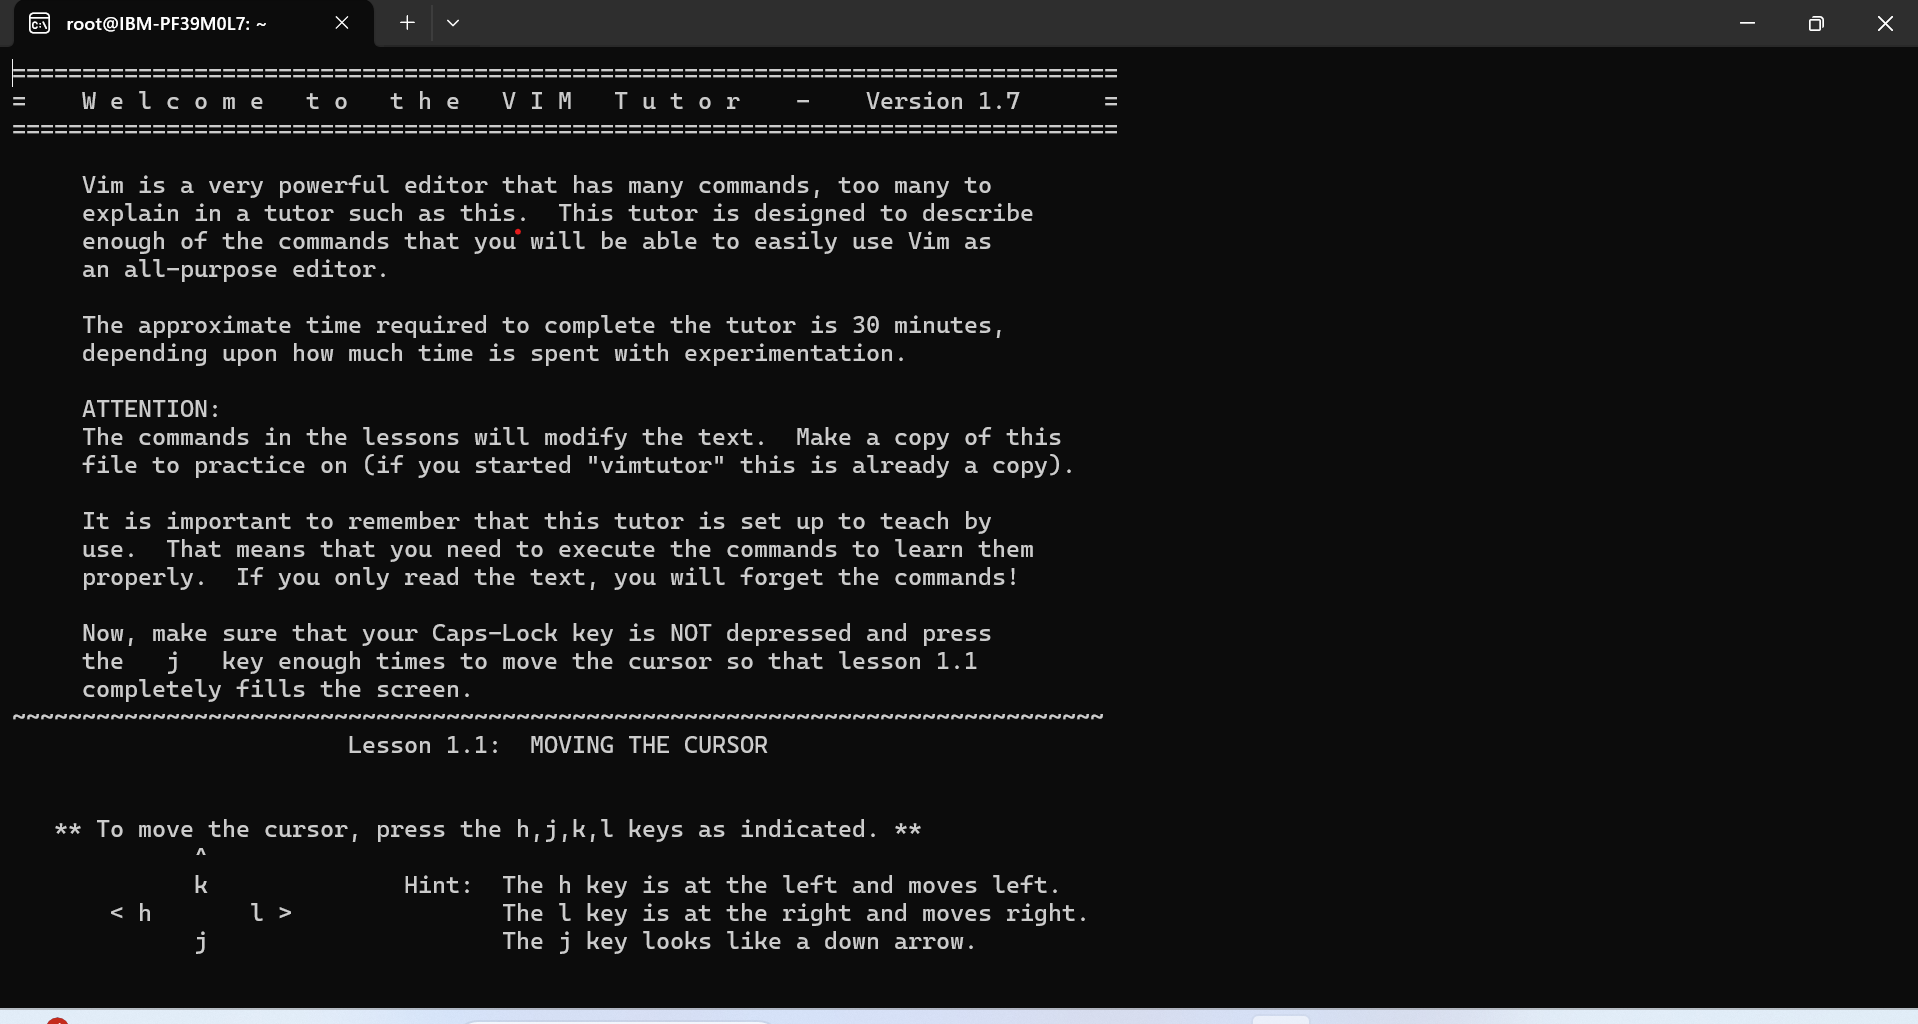 root@IBM-PF39M0L7: ~
===============================================================================
=    W e l c o m e   t o   t h e   V I M   T u t o r    -    Version 1.7      =
===============================================================================
     Vim is a very powerful editor that has many commands, too many to
     explain in a tutor such as this.  This tutor is designed to describe
     enough of the commands that you will be able to easily use Vim as
     an all-purpose editor.
     The approximate time required to complete the tutor is 30 minutes,
     depending upon how much time is spent with experimentation.
     ATTENTION:
     The commands in the lessons will modify the text.  Make a copy of this
     file to practice on (if you started "vimtutor" this is already a copy).
     It is important to remember that this tutor is set up to teach by
     use.  That means that you need to execute the commands to learn them
     properly.  If you only read the text, you will forget the commands!
     Now, make sure that your Caps-Lock key is NOT depressed and press
     the   j   key enough times to move the cursor so that lesson 1.1
     completely fills the screen.
~~~~~~~~~~~~~~~~~~~~~~~~~~~~~~~~~~~~~~~~~~~~~~~~~~~~~~~~~~~~~~~~~~~~~~~~~~~~~~
                        Lesson 1.1:  MOVING THE CURSOR
   ** To move the cursor, press the h,j,k,l keys as indicated. **
             ^
             k              Hint:  The h key is at the left and moves left.
       < h       l >               The l key is at the right and moves right.
             j                     The j key looks like a down arrow.